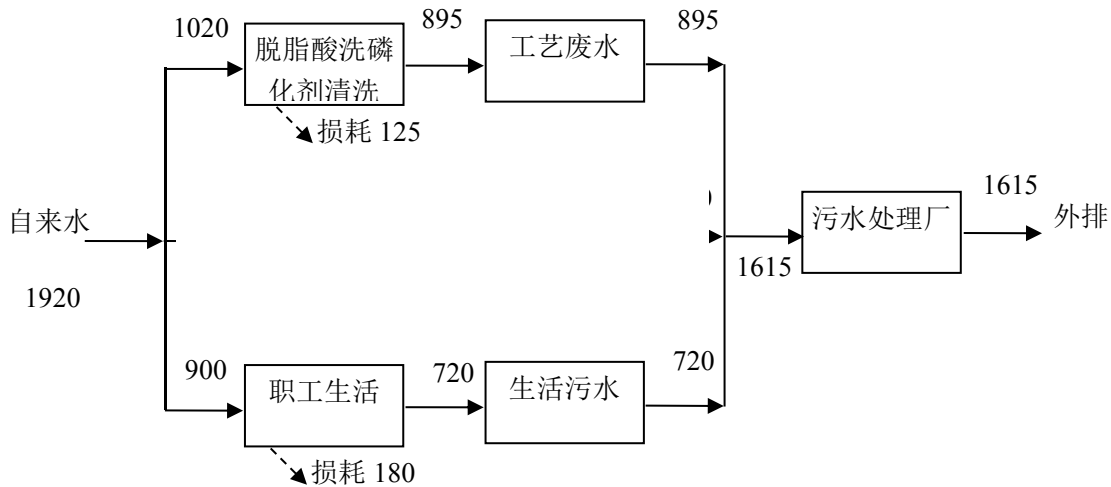 1020
895
895
脱脂酸洗磷
化剂清洗
工艺废水
损耗 125
自来水
1920
污水处理厂
1615
外排
1615
900
720
720
职工生活
生活污水
损耗 180